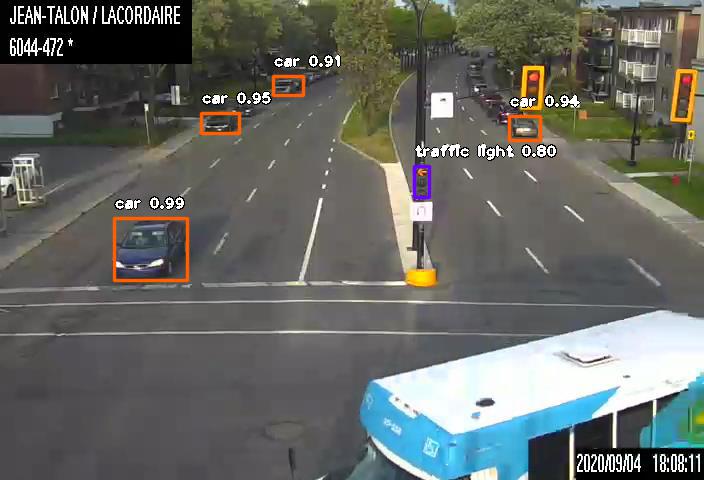 JEAN-TALON / LACORDAIRE
6044-472 *
car 0.91
car 0.95
car 0.94
traffic light 0.80
car 0.99
2020/09/04 18:08:11